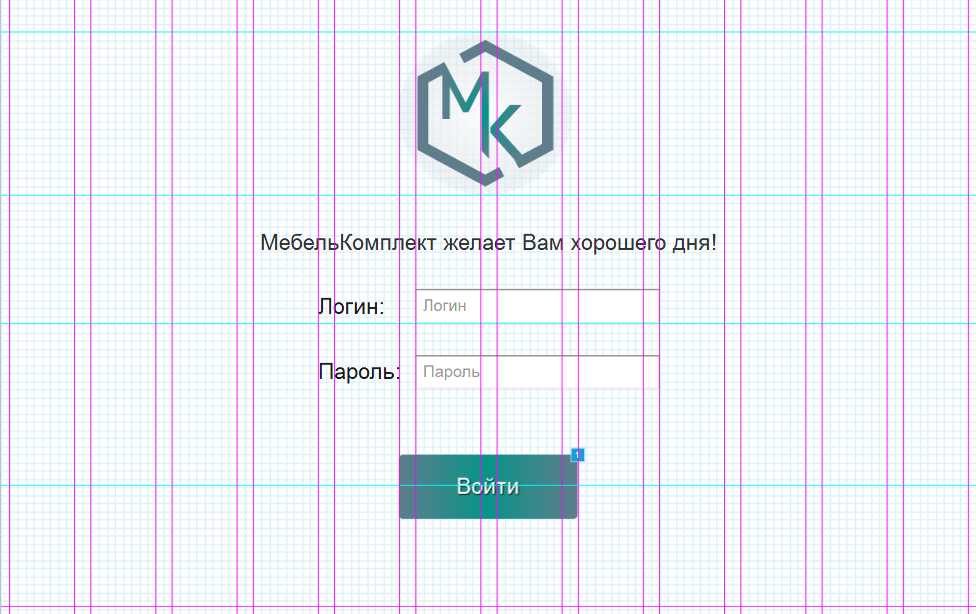 МК
МебельКомплект желает Вам хорошего дня!
Логин: Логин
Пароль: Пароль
1
Войти